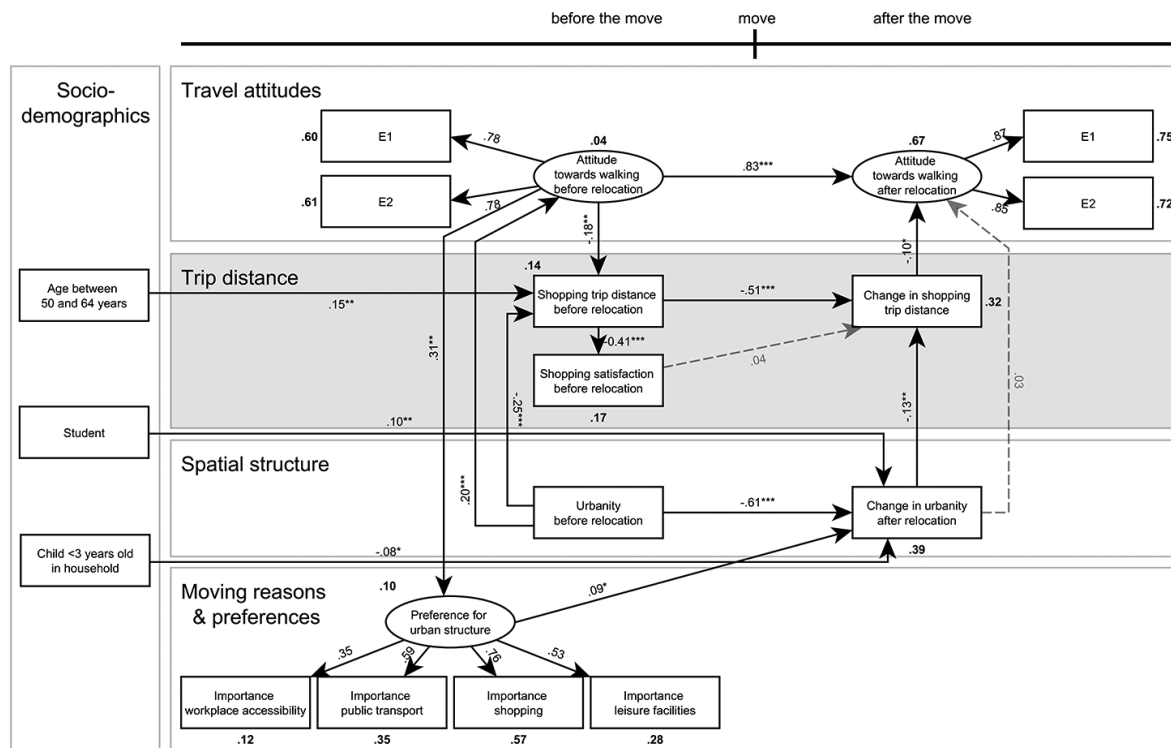 before the move
move
after the move
Socio-
demographics
Travel attitudes
E1
.60
.78
E2
.61
.78
.04
Attitude
towards walking
before relocation
.83***
.67
Attitude
towards walking
after relocation
.87
E1
.75
.85
E2
.72
-.18**
-.10*
Trip distance
Age between
50 and 64 years
.15**
.14
Shopping trip distance
before relocation
-.51***
Change in shopping
trip distance
.32
-0.41***
.04
Shopping satisfaction
before relocation
.17
.31**
-.25***
-.13**
.03
Student
.10**
Spatial structure
.20***
Urbanity
before relocation
-.61***
Change in urbanity
after relocation
.39
Child <3 years old
in household
-.08*
Moving reasons
& preferences
.10
Preference for
urban structure
.09*
.35
.59
.76
.53
Importance
workplace accessibility
.12
Importance
public transport
.35
Importance
shopping
.57
Importance
leisure facilities
.28